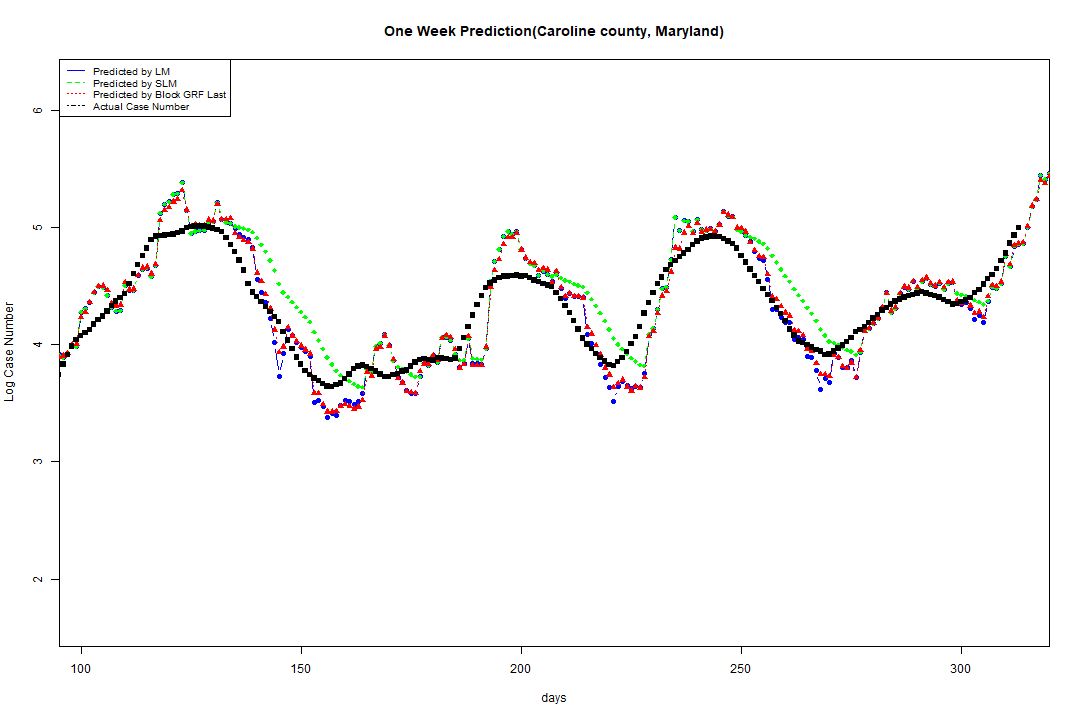 One Week Prediction(Caroline county, Maryland)
Predicted by LM
Predicted by SLM
Predicted by Block GRF Last
Actual Case Number
6
5
4
3
2
Log Case Number
100 150 200 250 300
days